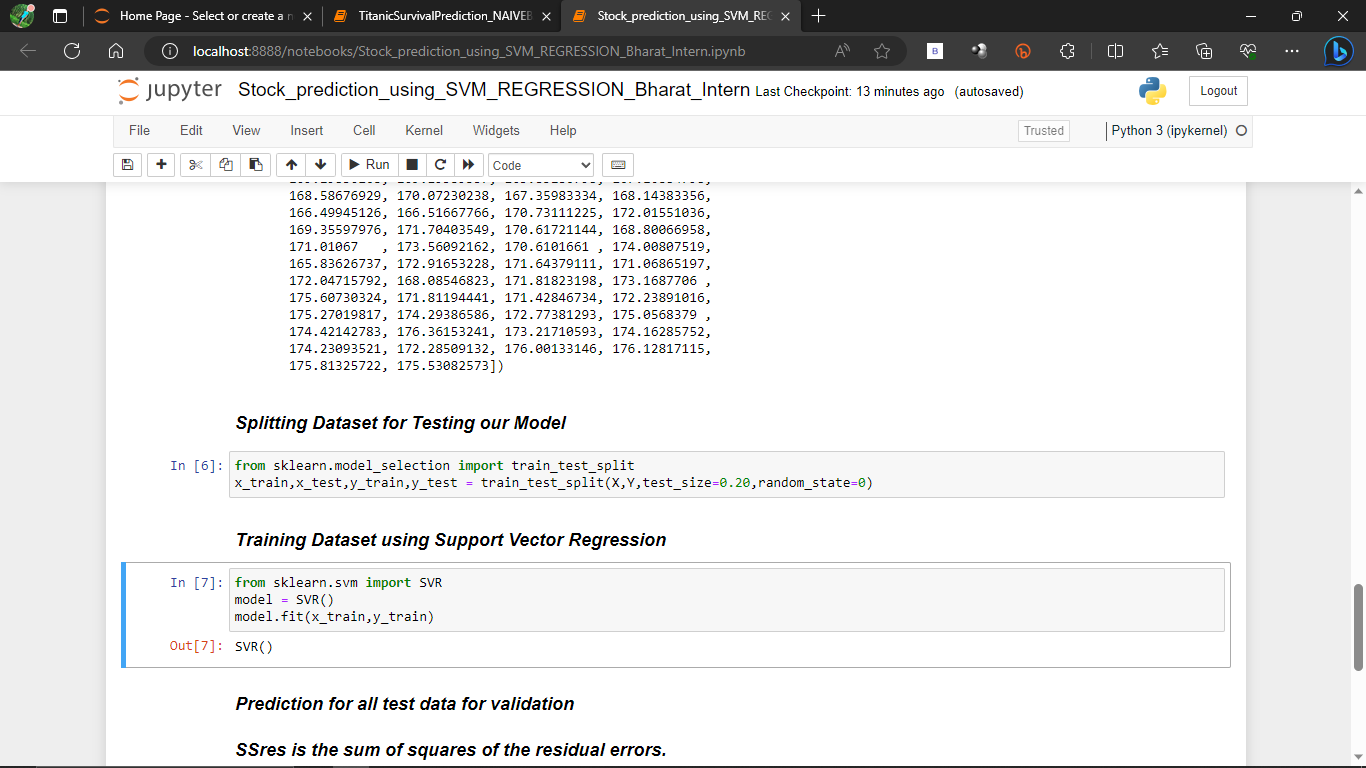 Home Page - Select or create a n
TitanicSurvivalPrediction_NAIVEB
Stock_prediction_using_SVM_REG
localhost:8888/notebooks/Stock_prediction_using_SVM_REGRESSION_Bharat_Intern.ipynb
jupyter Stock_prediction_using_SVM_REGRESSION_Bharat_Intern Last Checkpoint: 13 minutes ago (autosaved)
Logout
File Edit View Insert Cell Kernel Widgets Help
Trusted
Python 3 (ipykernel)
Run
Code
168.58676929, 170.07230238, 167.35983334, 168.14383356,
166.49945126, 166.51667766, 170.73111225, 172.01551036,
169.35597976, 171.70403549, 170.61721144, 168.80066958,
171.01067   , 173.56092162, 170.6101661 , 174.00807519,
165.83626737, 172.91653228, 171.64379111, 171.06865197,
172.04715792, 168.08546823, 171.81823198, 173.1687706 ,
175.60730324, 171.81194441, 171.42846734, 172.23891016,
175.27019817, 174.29386586, 172.77381293, 175.0568379 ,
174.42142783, 176.36153241, 173.21710593, 174.16285752,
174.23093521, 172.28509132, 176.00133146, 176.12817115,
175.81325722, 175.53082573])
Splitting Dataset for Testing our Model
In [6]: from sklearn.model_selection import train_test_split
x_train,x_test,y_train,y_test = train_test_split(X,Y,test_size=0.20,random_state=0)
Training Dataset using Support Vector Regression
In [7]: from sklearn.svm import SVR
model = SVR()
model.fit(x_train,y_train)
Out[7]: SVR()
Prediction for all test data for validation
SSres is the sum of squares of the residual errors.